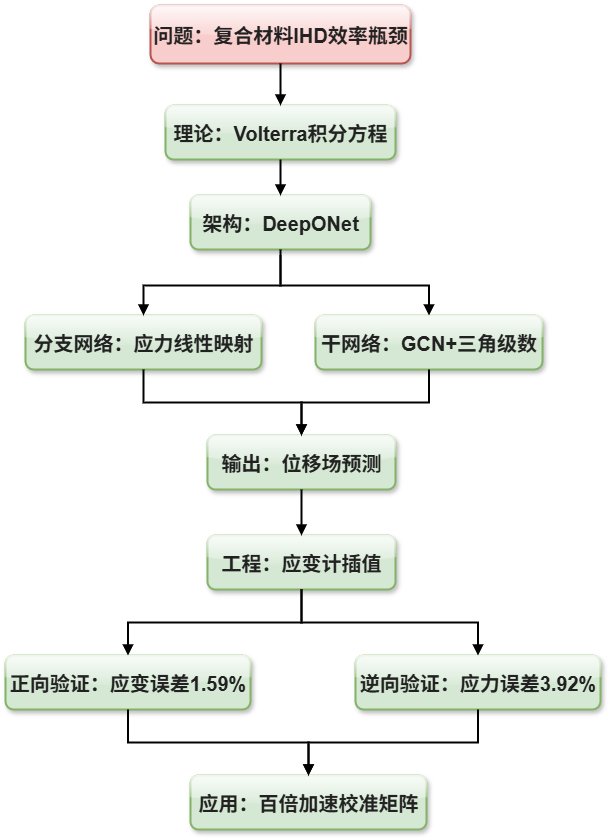 问题：复合材料IHD效率瓶颈
理论：Volterra积分方程
架构：DeepONet
分支网络：应力线性映射
干网络：GCN+三角级数
输出：位移场预测
工程：应变计插值
正向验证：应变误差1.59%
逆向验证：应力误差3.92%
应用：百倍加速校准矩阵